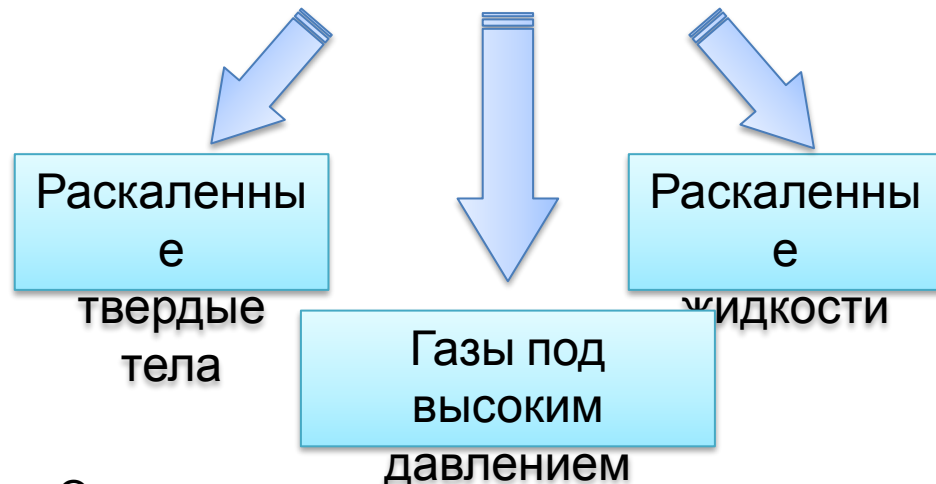 Раскаленны
е
твердые
тела
Газы под
высоким
давлением
Раскаленны
е
жидкости